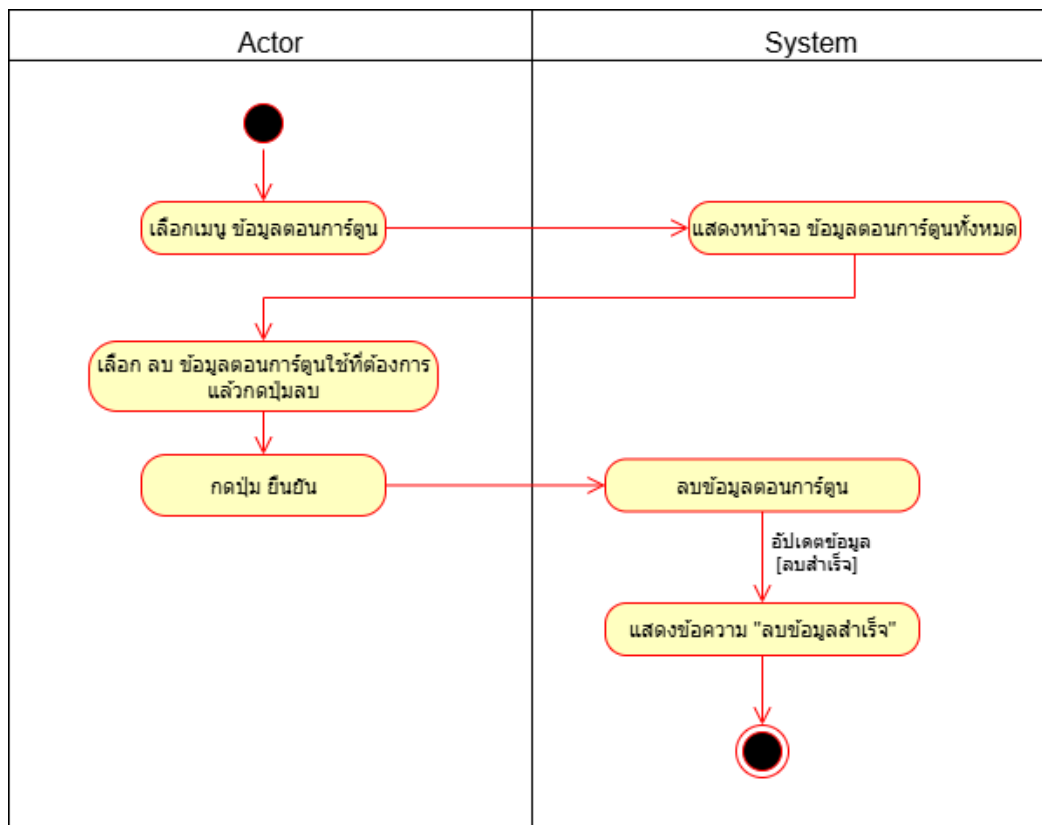 Actor
System
เลือกเมนู ข้อมูลตอนการ์ตูน
แสดงหน้าจอ ข้อมูลตอนการ์ตูนทั้งหมด
เลือก ลบ ข้อมูลตอนการ์ตูนใช้ที่ต้องการ
แล้วกดปุ่มลบ
กดปุ่ม ยืนยัน
ลบข้อมูลตอนการ์ตูน
อัปเดตข้อมูล
[ลบสำเร็จ]
แสดงข้อความ "ลบข้อมูลสำเร็จ"